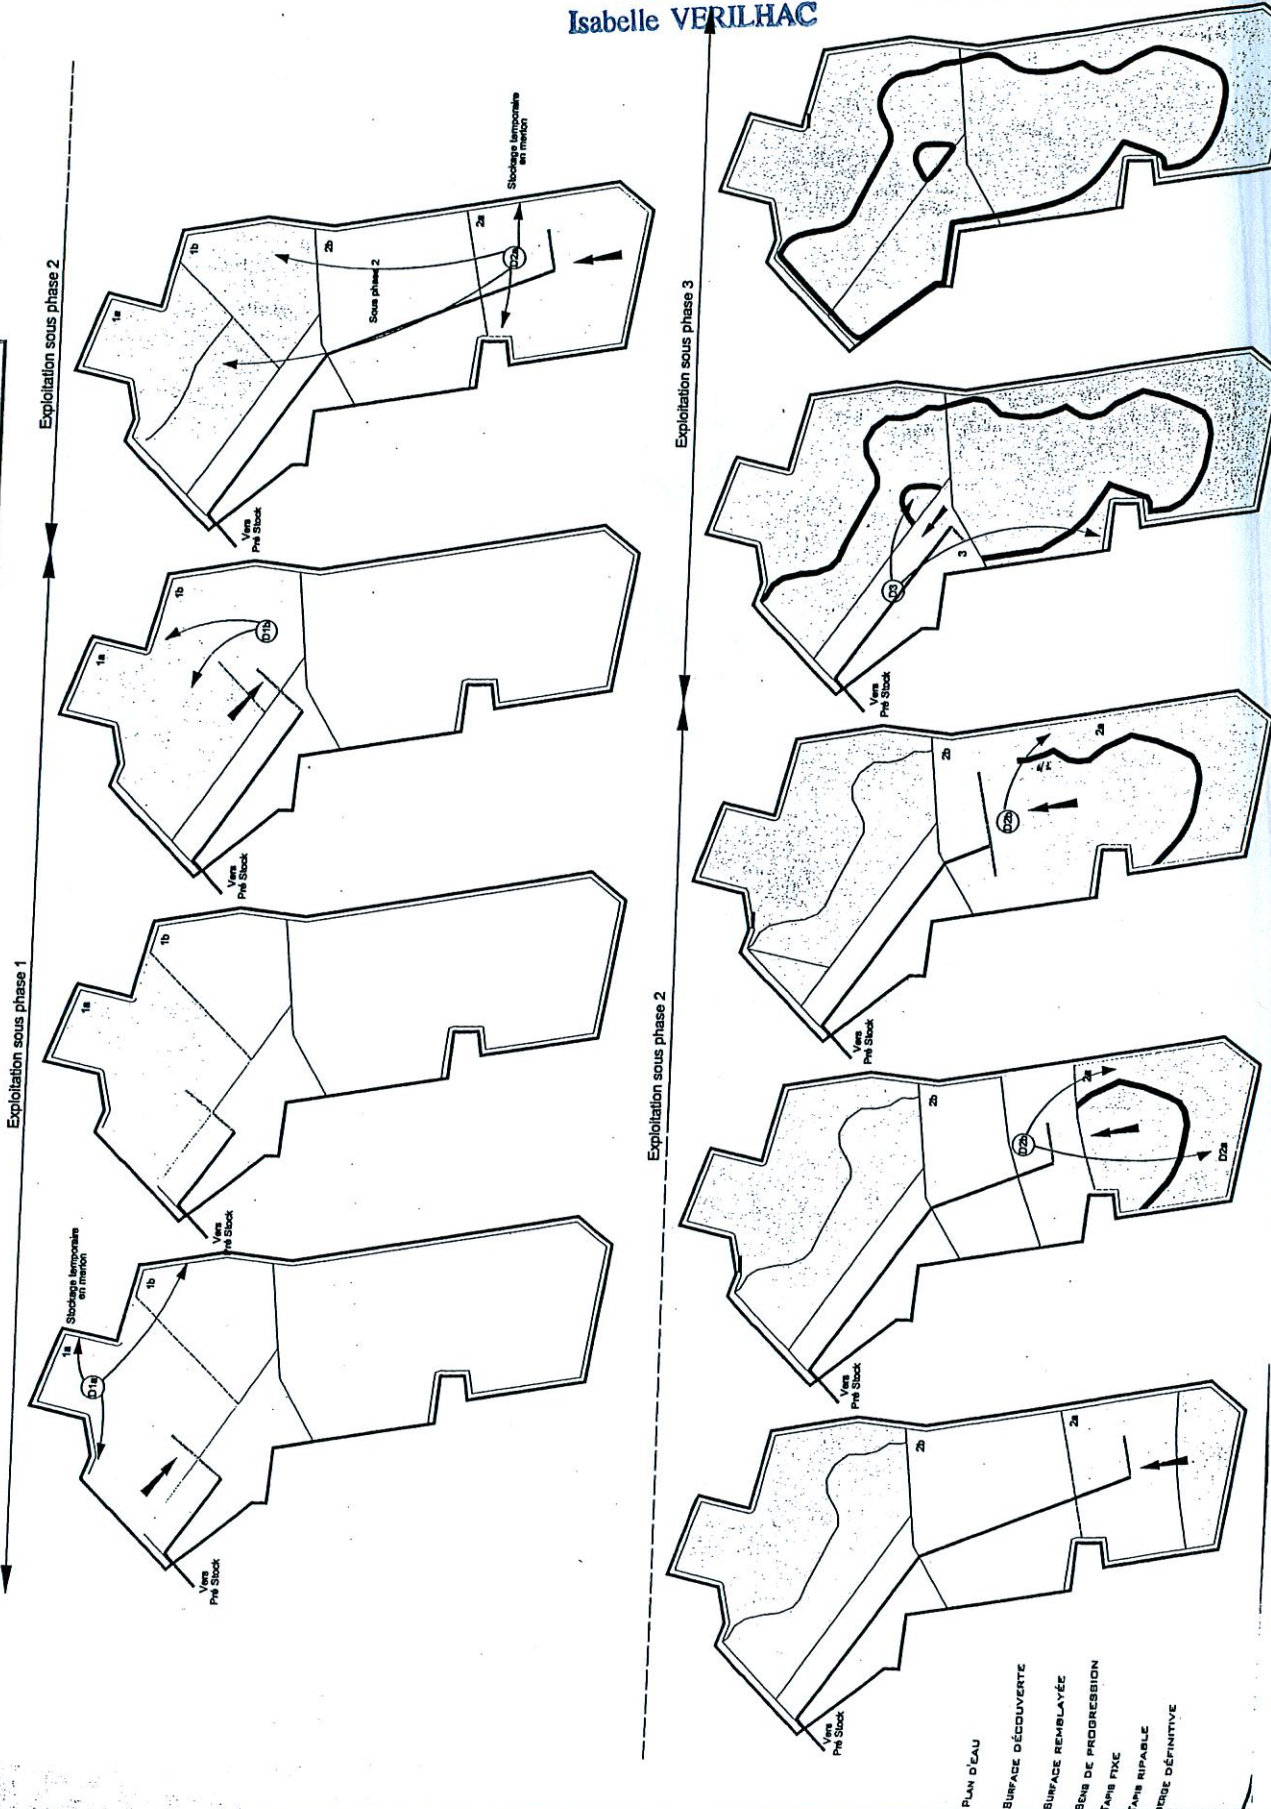 Isabelle VERILHAC
Exploitation sous phase 1
Exploitation sous phase 2
Vers
Pré Stock
1a
D1a
Stockage temporaire
en merlon
1b
Vers
Pré Stock
1a
1b
Vers
Pré Stock
1a
D1b
1b
Vers
Pré Stock
1a
1b
2b
Sous phase 2
2a
D2a
Stockage temporaire
en merlon
Exploitation sous phase 2
Exploitation sous phase 3
Vers
Pré Stock
2b
2a
Vers
Pré Stock
2b
D2b
2a
D2a
Vers
Pré Stock
2b
D2b
2a
Vers
Pré Stock
D3
3
PLAN D'EAU
SURFACE DÉCOUVERTE
SURFACE REMBLAYÉE
SENS DE PROGRESSION
TAPIS FIXE
TAPIS RIPABLE
BERGE DÉFINITIVE